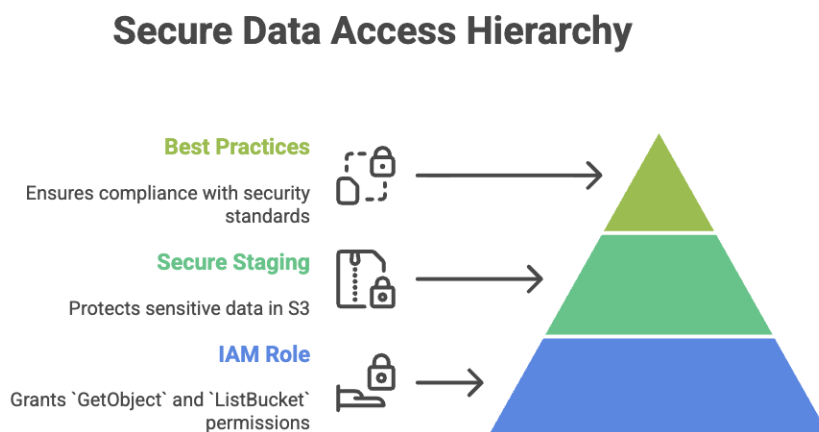 Secure Data Access Hierarchy
Best Practices
Ensures compliance with security
standards
Secure Staging
Protects sensitive data in S3
IAM Role
Grants `GetObject` and `ListBucket`
permissions